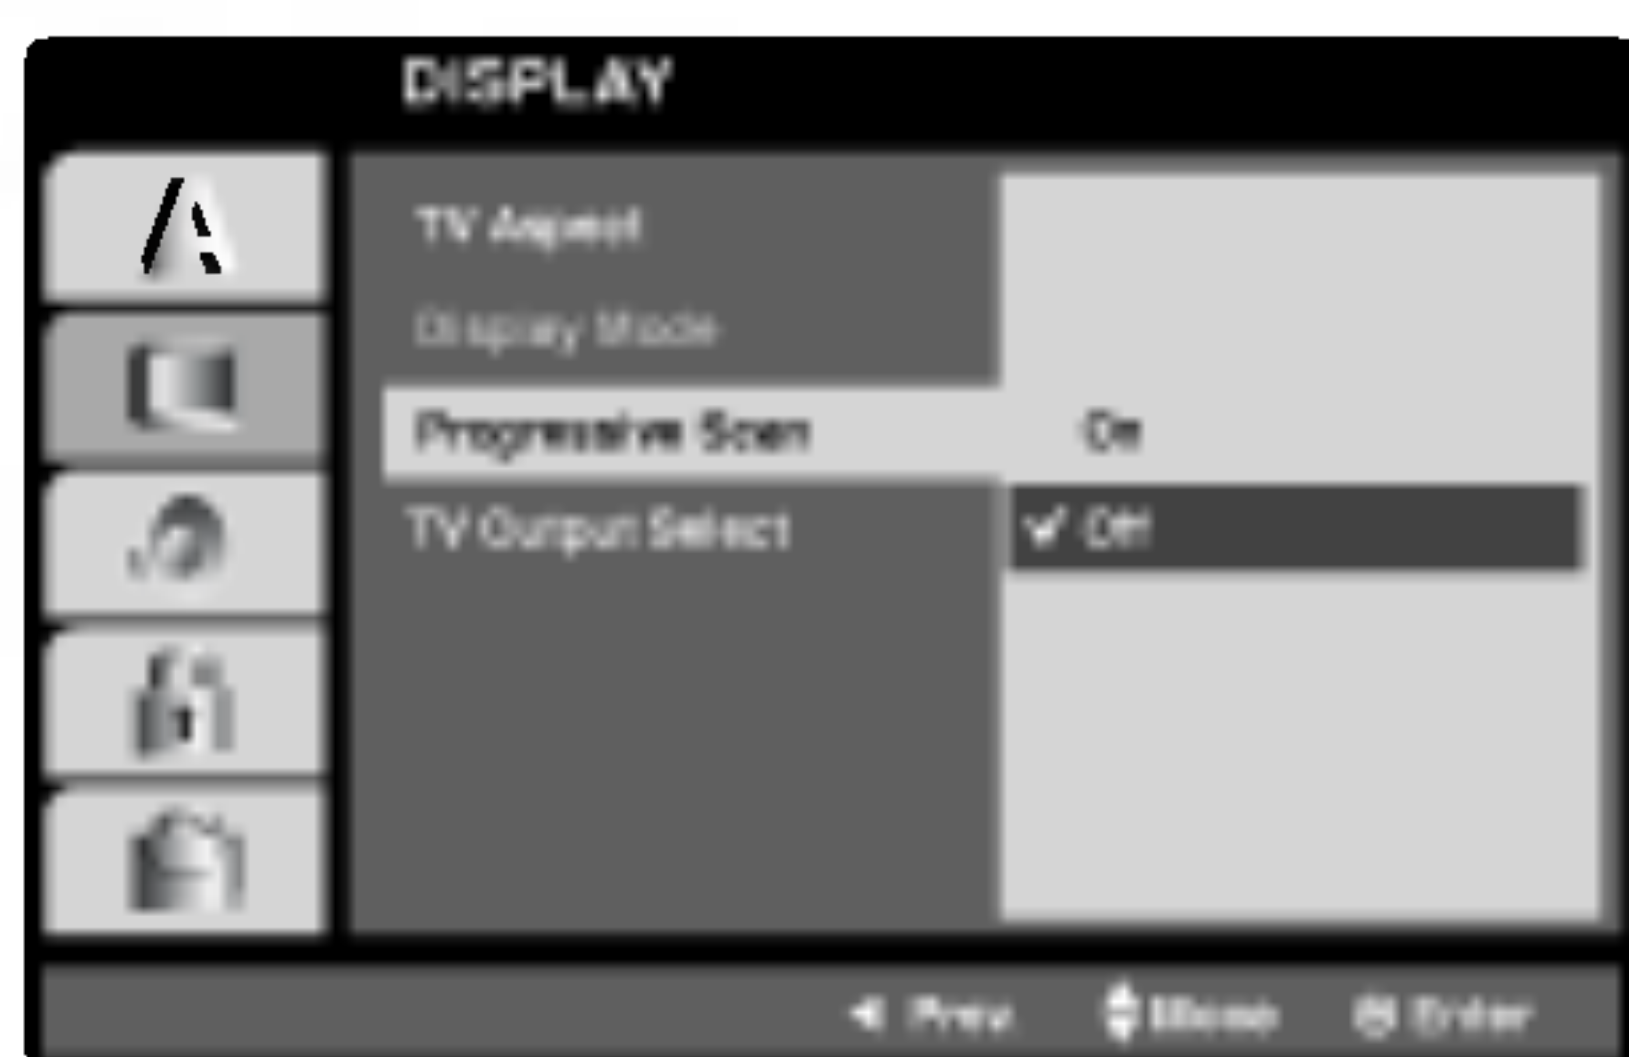 DISPLAY
TV Aspect
Display Mode
Progressive Scan On
TV Output Select ✔ Off
◀ Prev. Move Enter